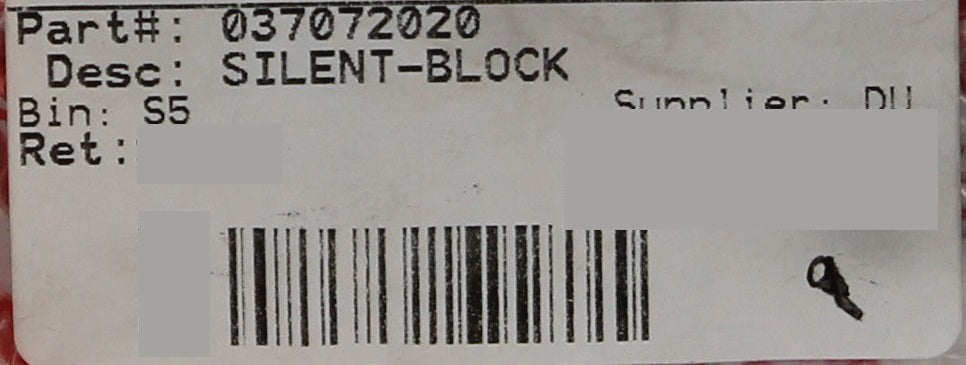 Part#: 037072020
Desc: SILENT-BLOCK
Bin: S5
Supplier: DU
Ret: